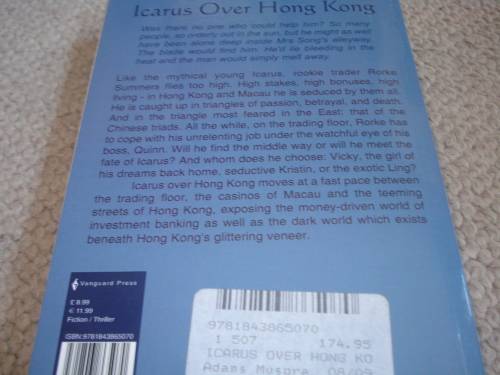 Icarus Over Hong Kong
Was there no one who could help him? So many
people, so orderly out in the sun, but he might as well
have been alone deep inside Mrs Song's alleyway.
The blade would find him. He'd lie bleeding in the
heat and the man would simply melt away.
Like the mythical young Icarus, rookie trader Rorke
Summers flies too high. High stakes, high bonuses, high
living - in Hong Kong and Macau he is seduced by them all.
He is caught up in triangles of passion, betrayal, and death.
And in the triangle most feared in the East: that of the
Chinese triads. All the while, on the trading floor, Rorke has
to cope with his unrelenting job under the watchful eye of his
boss, Quinn. Will he find the middle way or will he meet the
fate of Icarus? And whom does he choose: Vicky, the girl of
his dreams back home, seductive Kristin, or the exotic Ling?
Icarus over Hong Kong moves at a fast pace between
the trading floor, the casinos of Macau and the teeming
streets of Hong Kong, exposing the money-driven world of
investment banking as well as the dark world which exists
beneath Hong Kong's glittering veneer.
Vanguard Press
£ 8.99
€ 11.99
Fiction / Thriller
ISBN:9781843865070
9781843865070
1 507 174.95
ICARUS OVER HONG KO
Adams Muspra 08/09